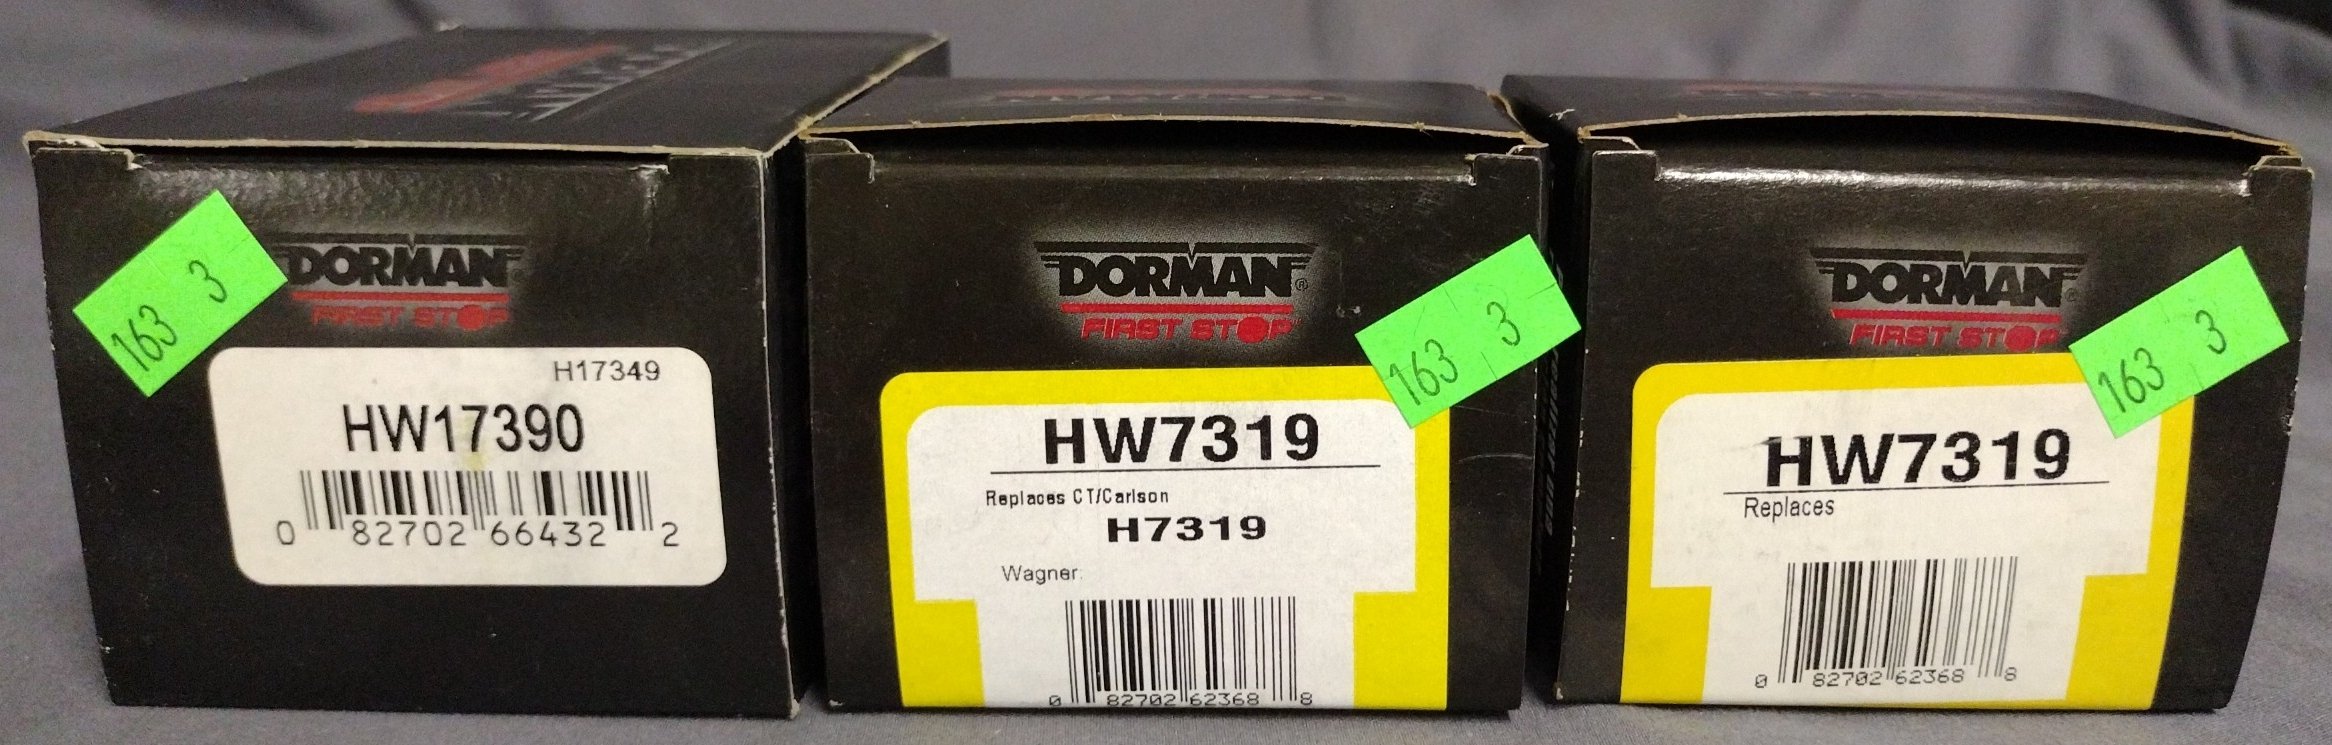 163 3
DORMAN
FIRST STOP
H17349
HW17390
0 82702 66432 2
DORMAN®
FIRST STOP
163 3
HW7319
Replaces CT/Carlson
H7319
Wagner:
0 82702 62368 8
DORMAN
FIRST STOP
163 3
HW7319
Replaces
0 82702 62368 8